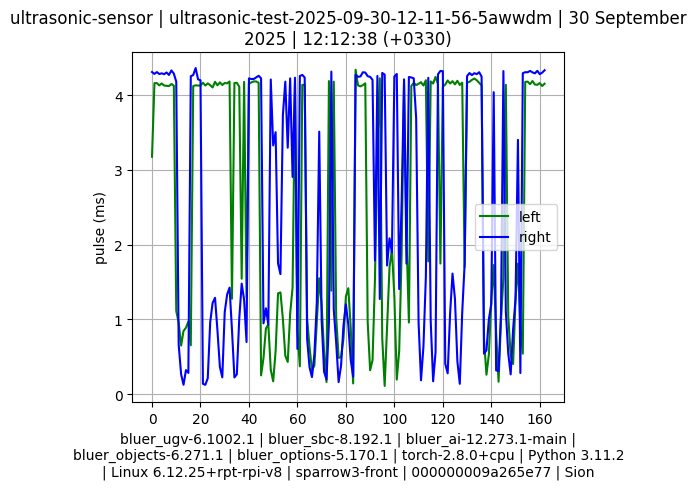 ultrasonic-sensor | ultrasonic-test-2025-09-30-12-11-56-5awwdm | 30 September
2025 | 12:12:38 (+0330)
pulse (ms)
4
3
2
1
0
left
right
0 20 40 60 80 100 120 140 160
bluer_ugv-6.1002.1 | bluer_sbc-8.192.1 | bluer_ai-12.273.1-main |
bluer_objects-6.271.1 | bluer_options-5.170.1 | torch-2.8.0+cpu | Python 3.11.2
| Linux 6.12.25+rpt-rpi-v8 | sparrow3-front | 000000009a265e77 | Sion